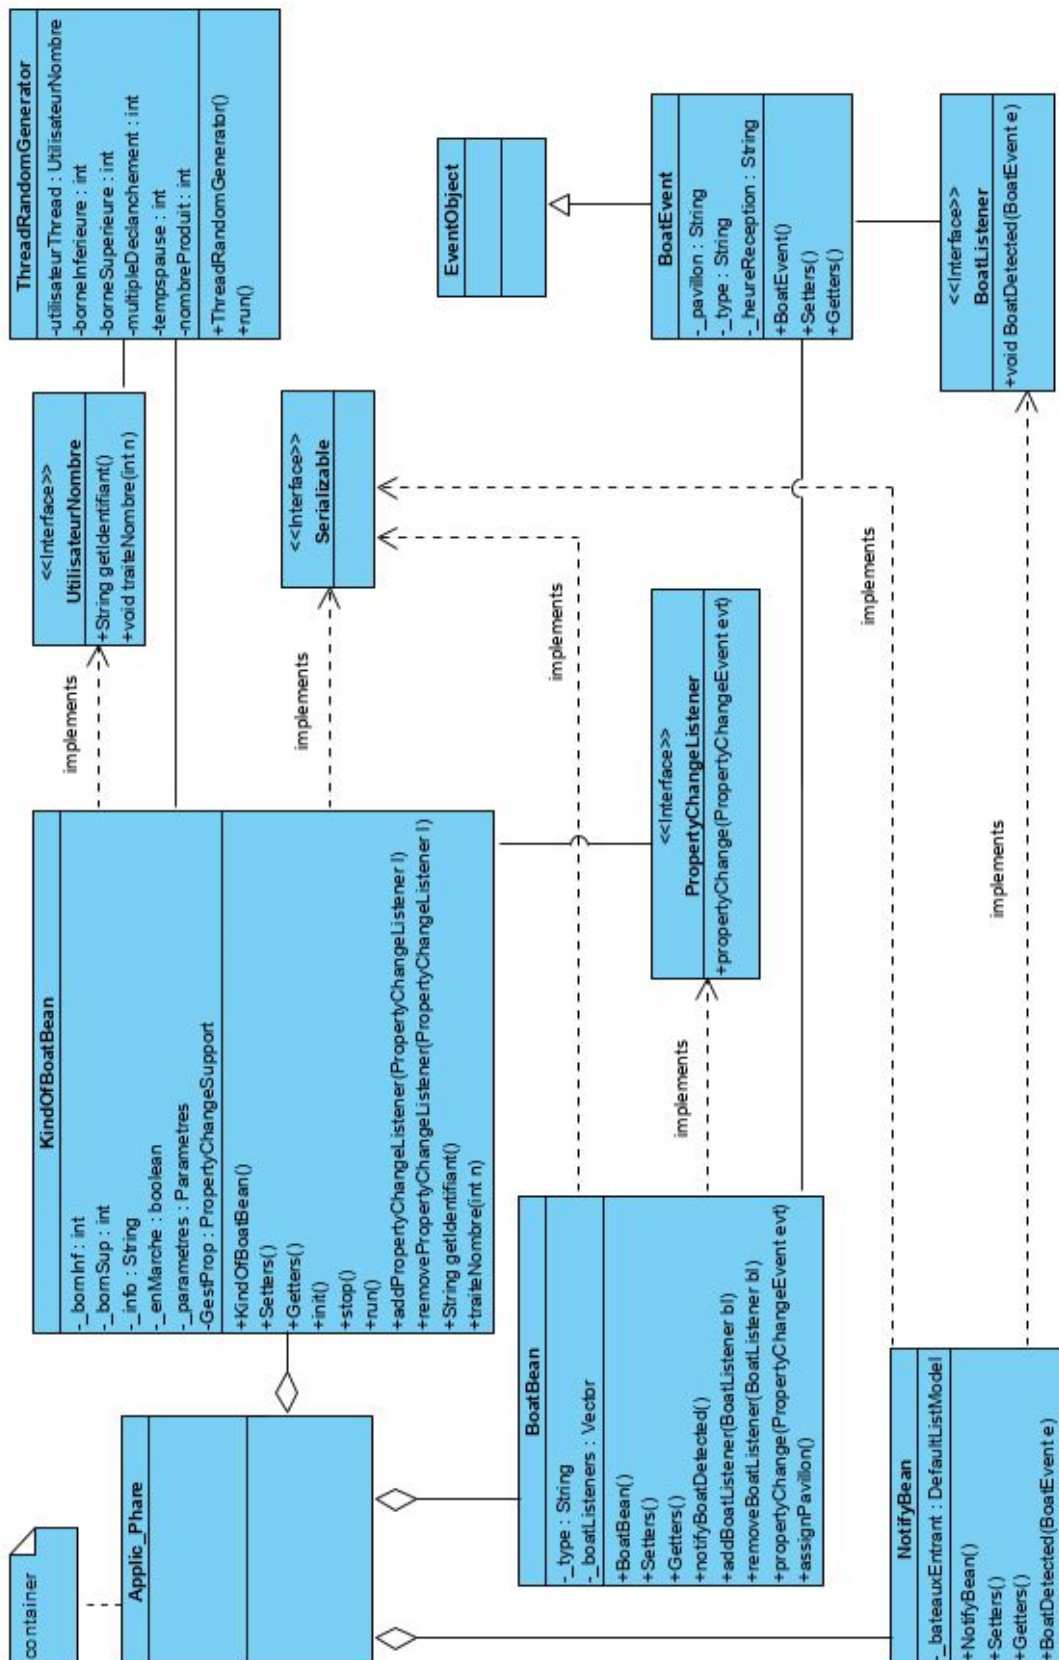 container
Applic_Phare
KindOfBoatBean
-_bornInf : int
-_bornSup : int
-_info : String
-_enMarche : boolean
-_parametres : Parametres
-GestProp : PropertyChangeSupport
+KindOfBoatBean()
+Setters()
+Getters()
+init()
+stop()
+run()
+addPropertyChangeListener(PropertyChangeListener l)
+removePropertyChangeListener(PropertyChangeListener l)
+String getIdentifiant()
+traiteNombre(int n)
implements
<<Interface>>
UtilisateurNombre
+String getIdentifiant()
+void traiteNombre(int n)
ThreadRandomGenerator
-utilisateurThread : UtilisateurNombre
-borneInferieure : int
-borneSuperieure : int
-multipleDeclanchement : int
-tempspause : int
-nombreProduit : int
+ThreadRandomGenerator()
+run()
implements
<<Interface>>
Serializable
EventObject
BoatBean
-_type : String
-_boatListeners : Vector
+BoatBean()
+Setters()
+Getters()
+notifyBoatDetected()
+addBoatListener(BoatListener bl)
+removeBoatListener(BoatListener bl)
+propertyChange(PropertyChangeEvent evt)
+assignPavillon()
implements
implements
<<Interface>>
PropertyChangeListener
+propertyChange(PropertyChangeEvent evt)
BoatEvent
-_pavillon : String
-_type : String
-_heureReception : String
+BoatEvent()
+Setters()
+Getters()
NotifyBean
-_bateauxEntrant : DefaultListModel
+NotifyBean()
+Setters()
+Getters()
+BoatDetected(BoatEvent e)
implements
implements
<<Interface>>
BoatListener
+void BoatDetected(BoatEvent e)